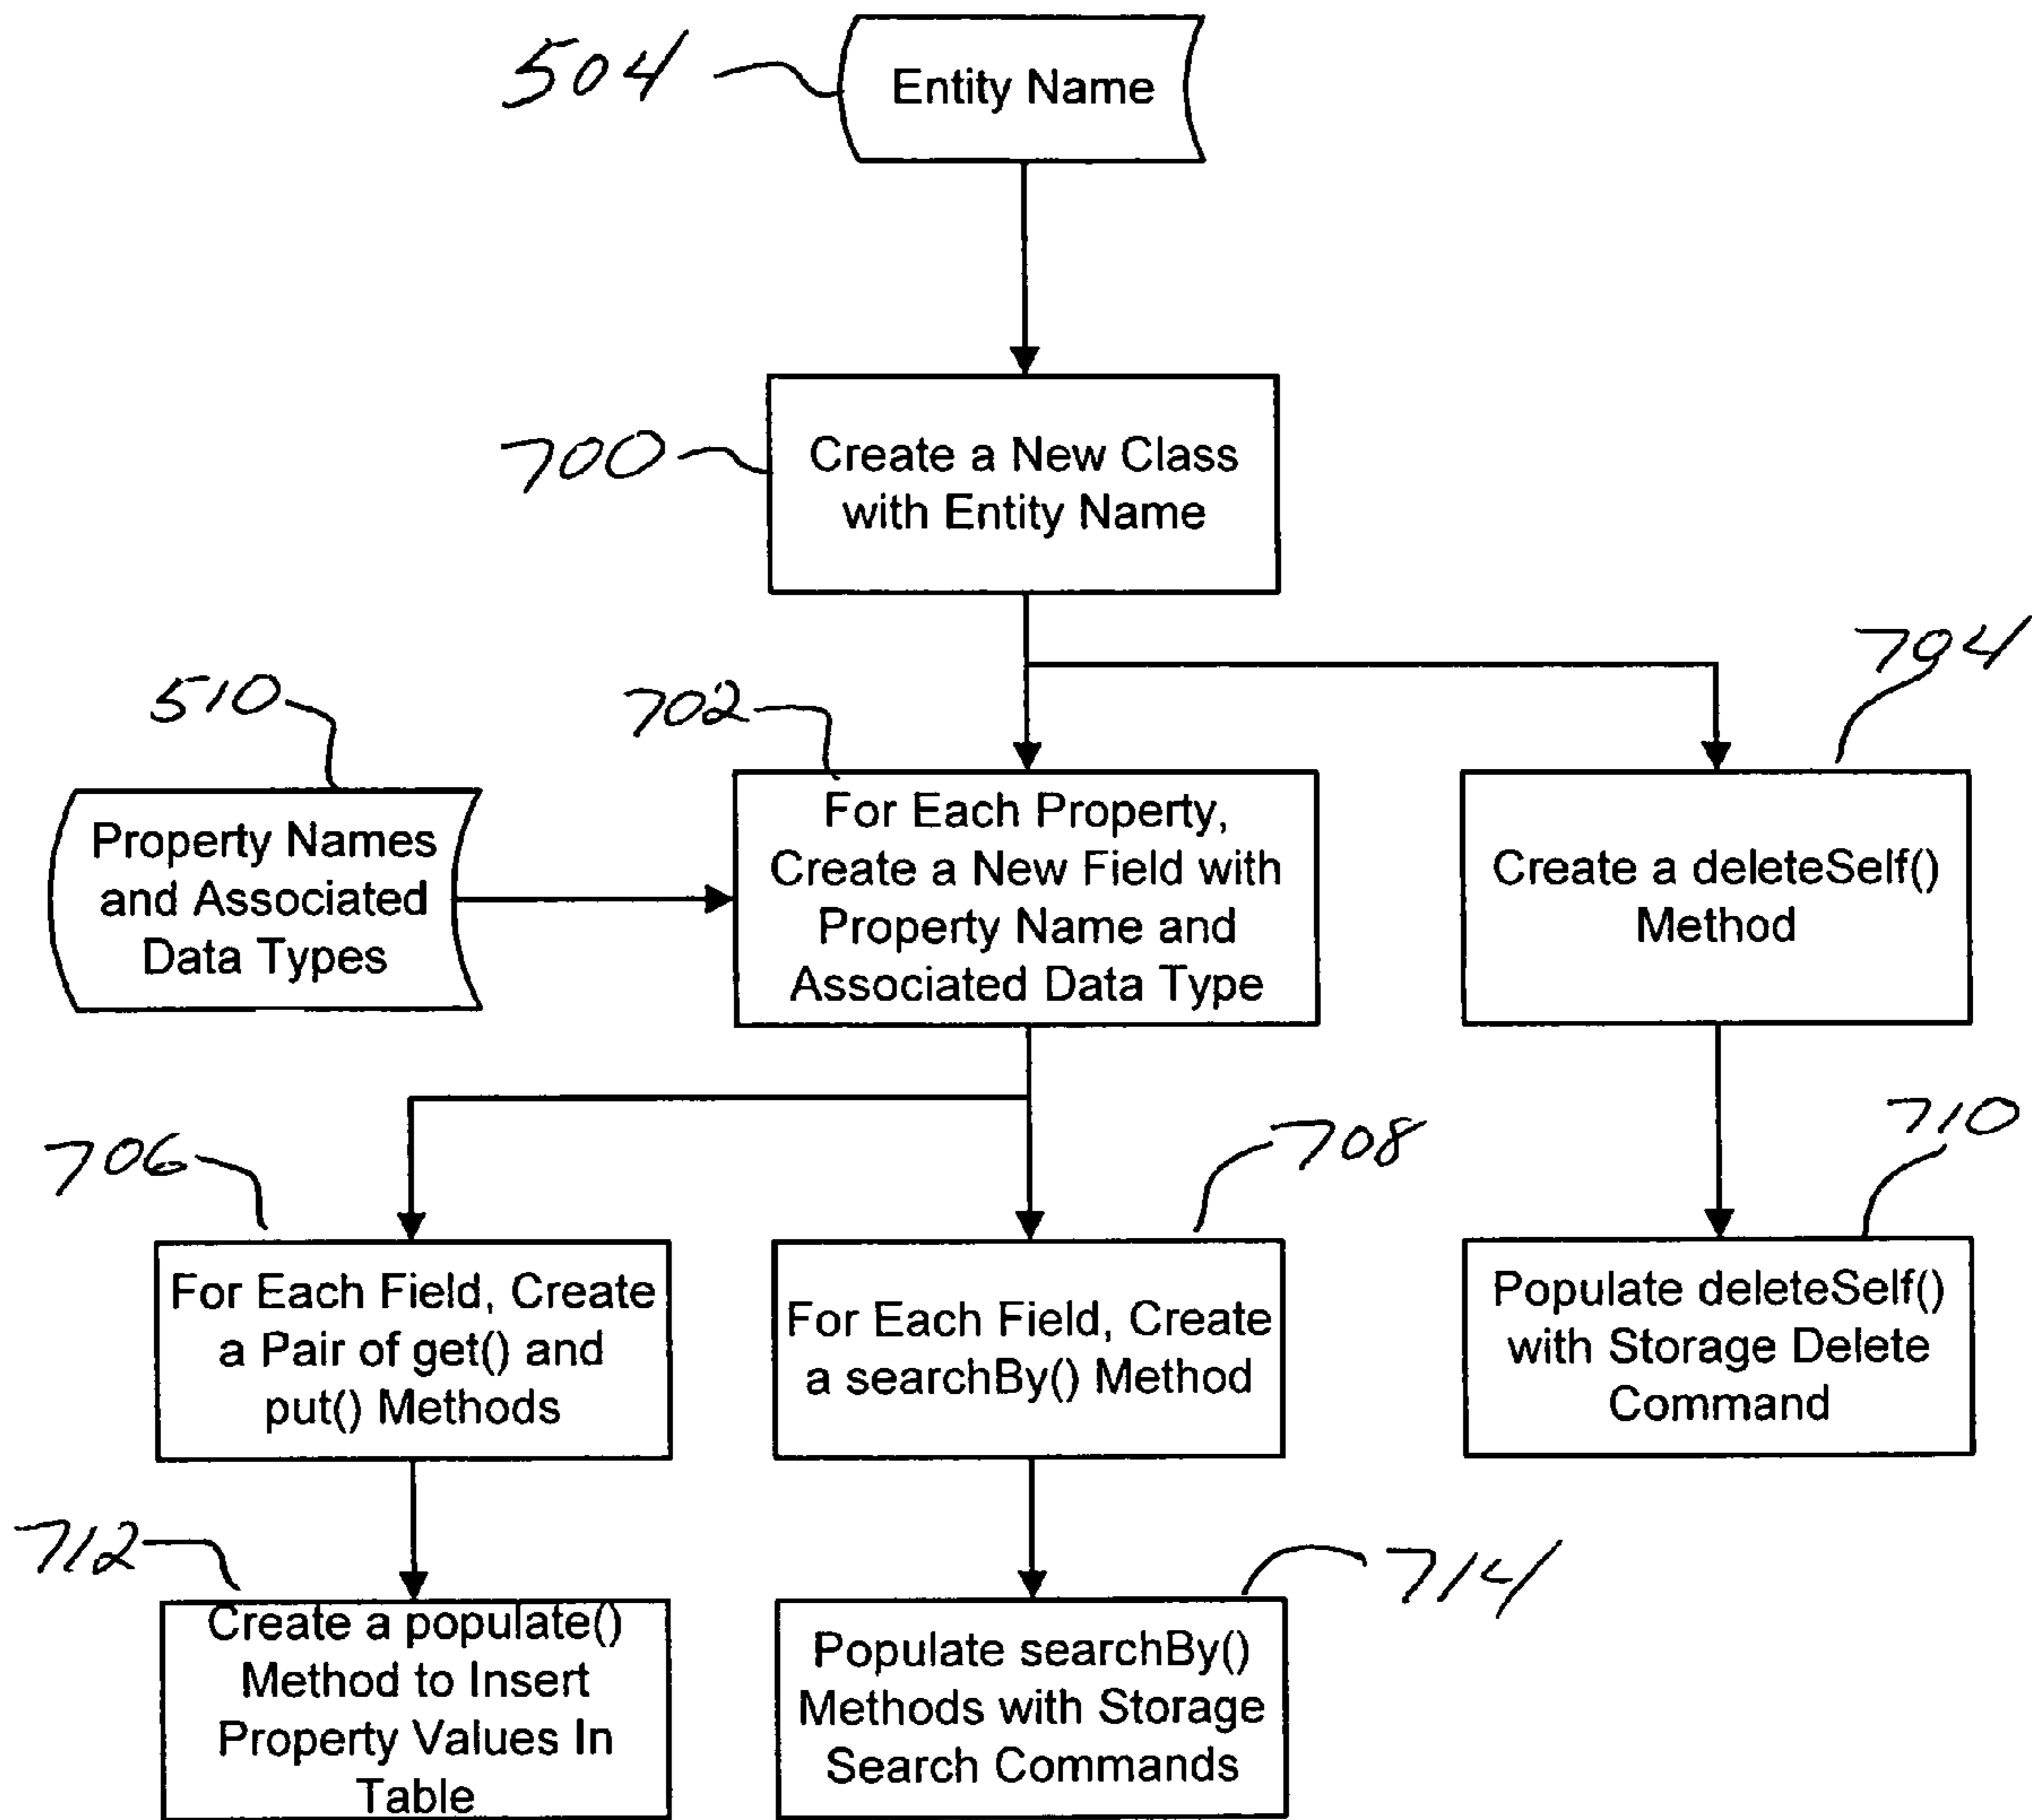 504
Entity Name
700
Create a New Class
with Entity Name
510
702
704
Property Names
and Associated
Data Types
For Each Property,
Create a New Field with
Property Name and
Associated Data Type
Create a deleteSelf()
Method
706
708
710
For Each Field, Create
a Pair of get() and
put() Methods
For Each Field, Create
a searchBy() Method
Populate deleteSelf()
with Storage Delete
Command
712
714
Create a populate()
Method to Insert
Property Values In
Table
Populate searchBy()
Methods with Storage
Search Commands